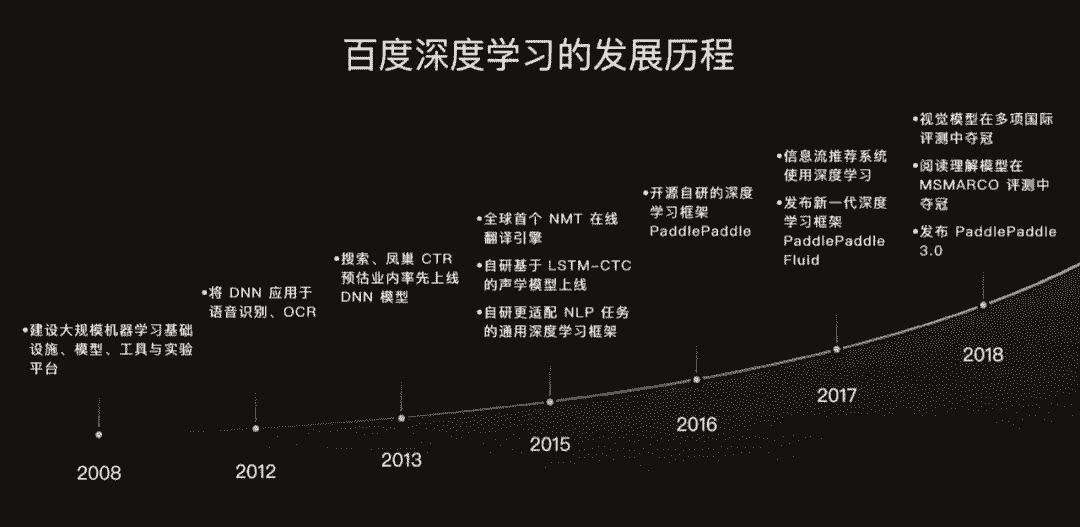 百度深度学习的发展历程
•建设大规模机器学习基础
设施、模型、工具与实验
平台
2008
•将 DNN 应用于
语音识别、OCR
2012
•搜索、凤巢 CTR
预估业内率先上线
DNN 模型
2013
•全球首个 NMT 在线
翻译引擎
•自研基于 LSTM-CTC
的声学模型上线
•自研更适配 NLP 任务
的通用深度学习框架
2015
•开源自研的深度
学习框架
PaddlePaddle
2016
•信息流推荐系统
使用深度学习
•发布新一代深度
学习框架
PaddlePaddle
Fluid
2017
•视觉模型在多项国际
评测中夺冠
•阅读理解模型在
MSMARCO 评测中
夺冠
•发布 PaddlePaddle
3.0
2018